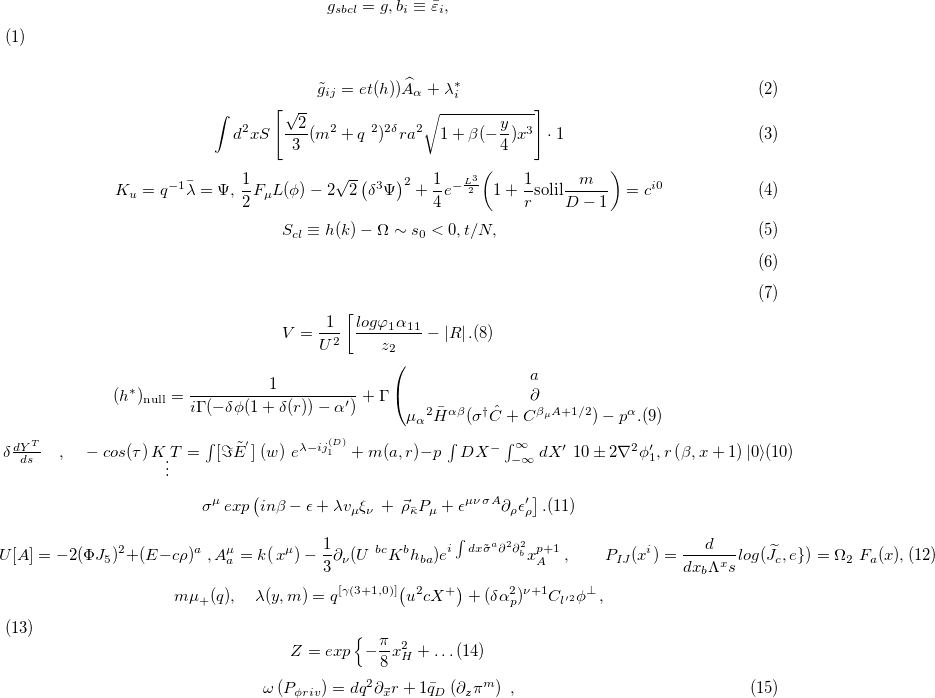 g_{sbcl} = g, b_i ≡ \bar{ε}_i,
(1)
\tilde{g}_{ij} = et(h))\widehat{A}_α + λ_i^* (2)
∫ d^2xS [ \frac{\sqrt{2}}{3}(m^2 + q^{ 2})^{2δ} ra^2 \sqrt{1 + β(-\frac{y}{4})x^3} ] · 1 (3)
K_u = q^{-1}\bar{λ} = Ψ, \frac{1}{2}F_μL(ϕ) − 2\sqrt{2}(δ^3Ψ)^2 + \frac{1}{4}e^{-\frac{L^3}{2}}(1 + \frac{1}{r}solil\frac{m}{D − 1}) = c^{i0} (4)
S_{cl} ≡ h(k) − Ω ∼ s_0 < 0, t/N, (5)
(6)
(7)
V = \frac{1}{U^2} [ \frac{logφ_1α_{11}}{z_2} − |R| .(8)
(h^*)_{null} = \frac{1}{iΓ(−δϕ(1 + δ(r)) − α′)} + Γ ( a
∂
μ_α{}^2\bar{H}^{αβ}(σ^†\hat{C} + C^{β_μA+1/2}) − p^α.(9)
δ\frac{dY^T}{ds} , − cos(τ) \underset{⋮}{K} T = ∫[ℑ\tilde{E}^′] (w) e^{λ−ij_1^{(D)}} + m(a, r)−p ∫ DX^− ∫_{−∞}^{∞} dX′ 10 ± 2∇^2ϕ′_1, r (β, x + 1) |0⟩(10)
σ^μ exp (inβ − ϵ + λv_μξ_ν + \vec{ρ}_{\bar{κ}}P_μ + ϵ^{μν σA}∂_ρϵ′_ρ] .(11)
U[A] = −2(ΦJ_5)^2+(E−cρ)^a , A_a^μ = k( x^μ) − \frac{1}{3}∂_ν(U ^{bc}K^bh_{ba})e^{i ∫ dx\tilde{σ}^a∂^2∂_b^2}x_A^{p+1} , P_{IJ}(x^i) = \frac{d}{dx_bΛ^xs}log(\widetilde{J}_c, e}) = Ω_2 F_a(x), (12)
mμ_+(q), λ(y, m) = q^{[γ(3+1,0)]}(u^2cX^+) + (δα_p^2)^{ν+1}C_{l′^2}ϕ^⊥ ,
(13)
Z = exp { −\frac{π}{8}x_H^2 + . . . (14)
ω (P_{ϕriv}) = dq^2∂_{\vec{x}}r + 1\bar{q}_D (∂_zπ^m) , (15)